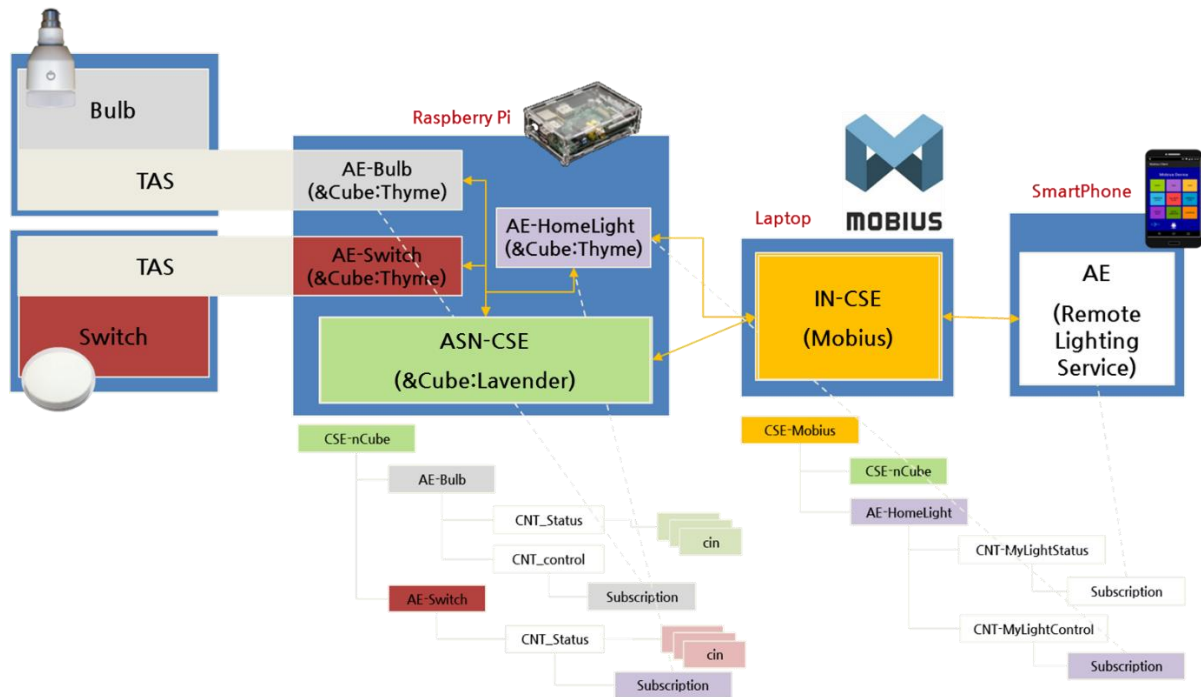 Bulb
TAS
TAS
Switch
Raspberry Pi
AE-Bulb
(&Cube:Thyme)
AE-HomeLight
(&Cube:Thyme)
AE-Switch
(&Cube:Thyme)
ASN-CSE
(&Cube:Lavender)
MOBIUS
Laptop
IN-CSE
(Mobius)
SmartPhone
AE
(Remote
Lighting
Service)
CSE-nCube
AE-Bulb
CNT_Status
cin
CNT_control
Subscription
AE-Switch
CNT_Status
cin
Subscription
CSE-Mobius
CSE-nCube
AE-HomeLight
CNT-MyLightStatus
Subscription
CNT-MyLightControl
Subscription